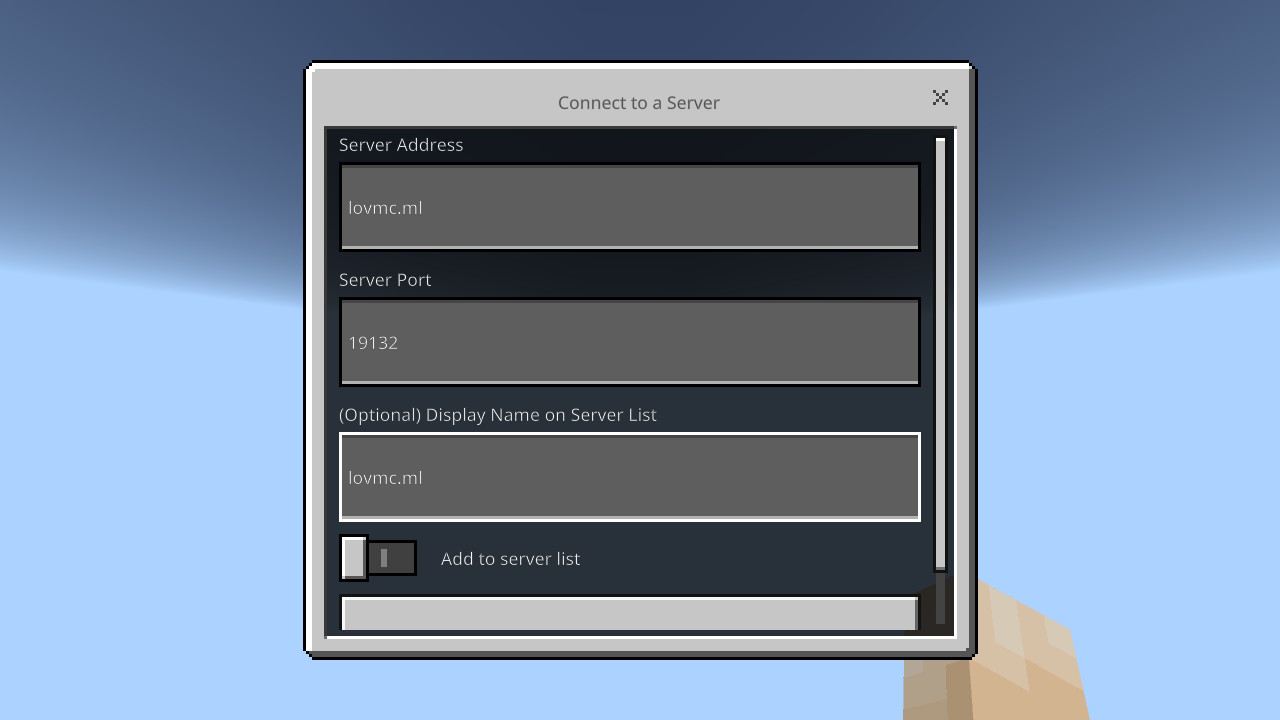 Connect to a Server
Server Address
lovmc.ml
Server Port
19132
(Optional) Display Name on Server List
lovmc.ml
Add to server list